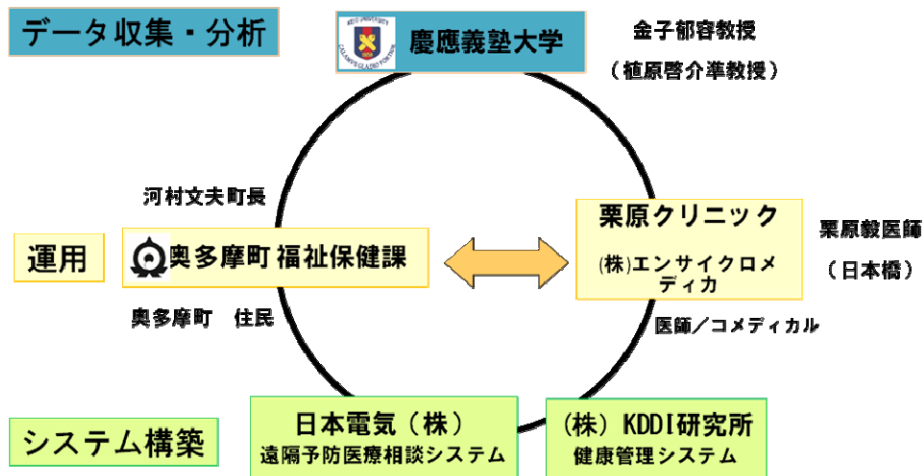 データ収集・分析
慶應義塾大学
金子郁容教授
(植原啓介準教授)
河村文夫町長
運用
奥多摩町 福祉保健課
奥多摩町 住民
栗原クリニック
(株)エンサイクロメ
ディカ
栗原毅医師
(日本橋)
医師/コメディカル
システム構築
日本電気(株)
遠隔予防医療相談システム
(株) KDDI研究所
健康管理システム